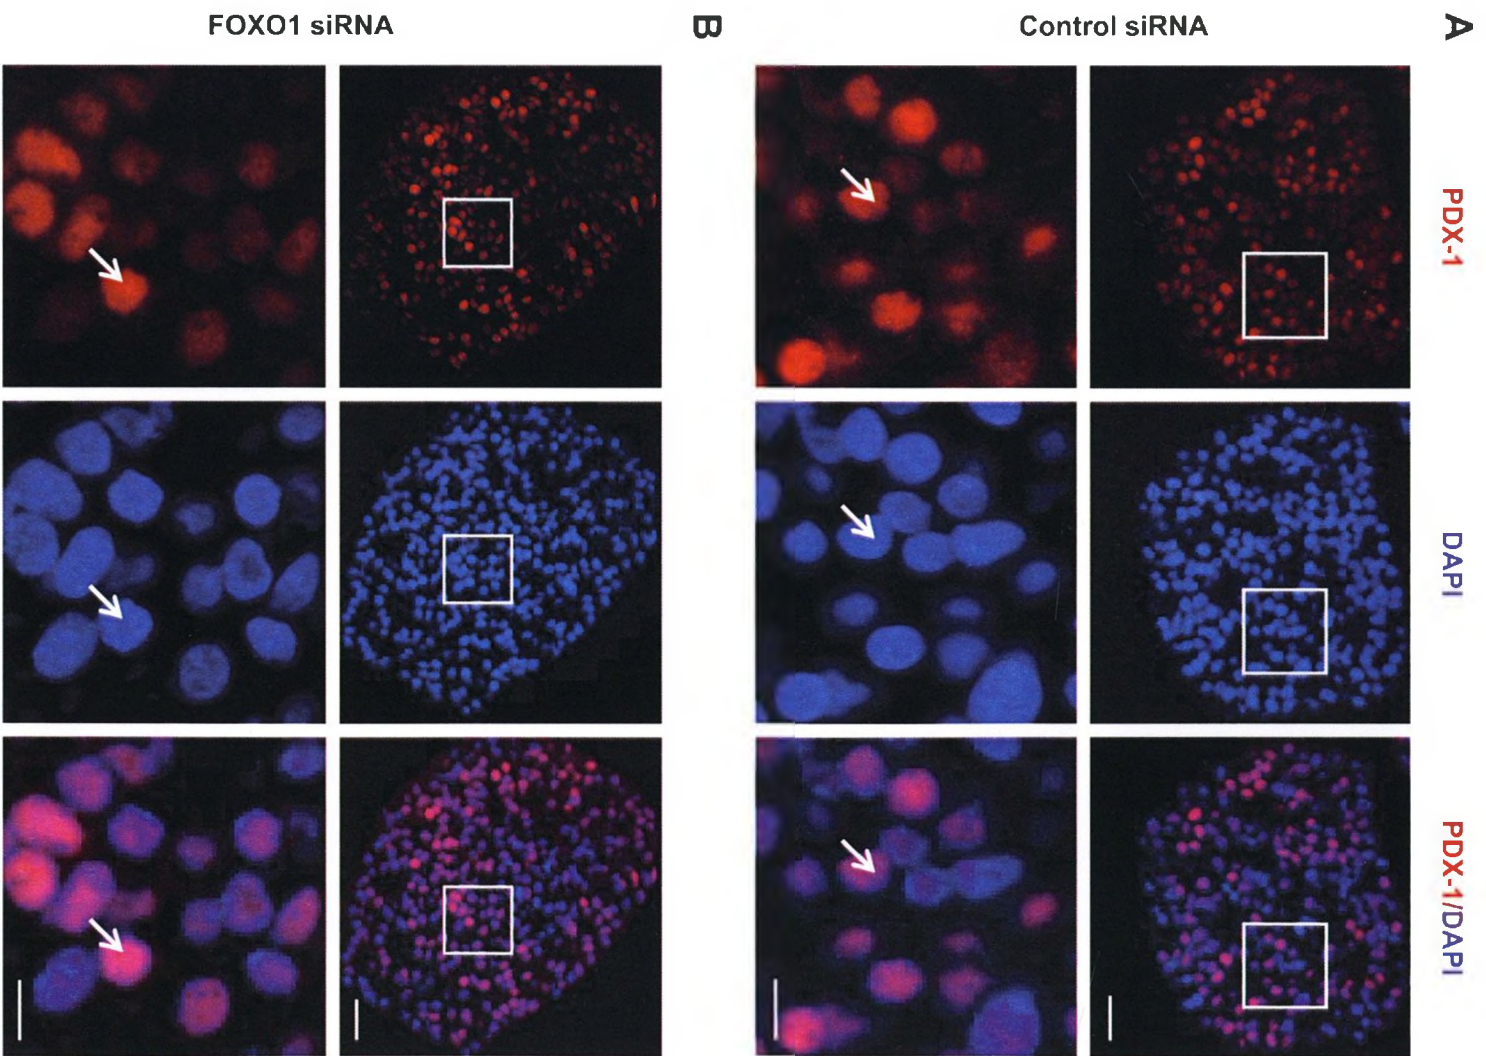 A
Control siRNA
PDX-1
DAPI
PDX-1/DAPI
B
FOXO1 siRNA